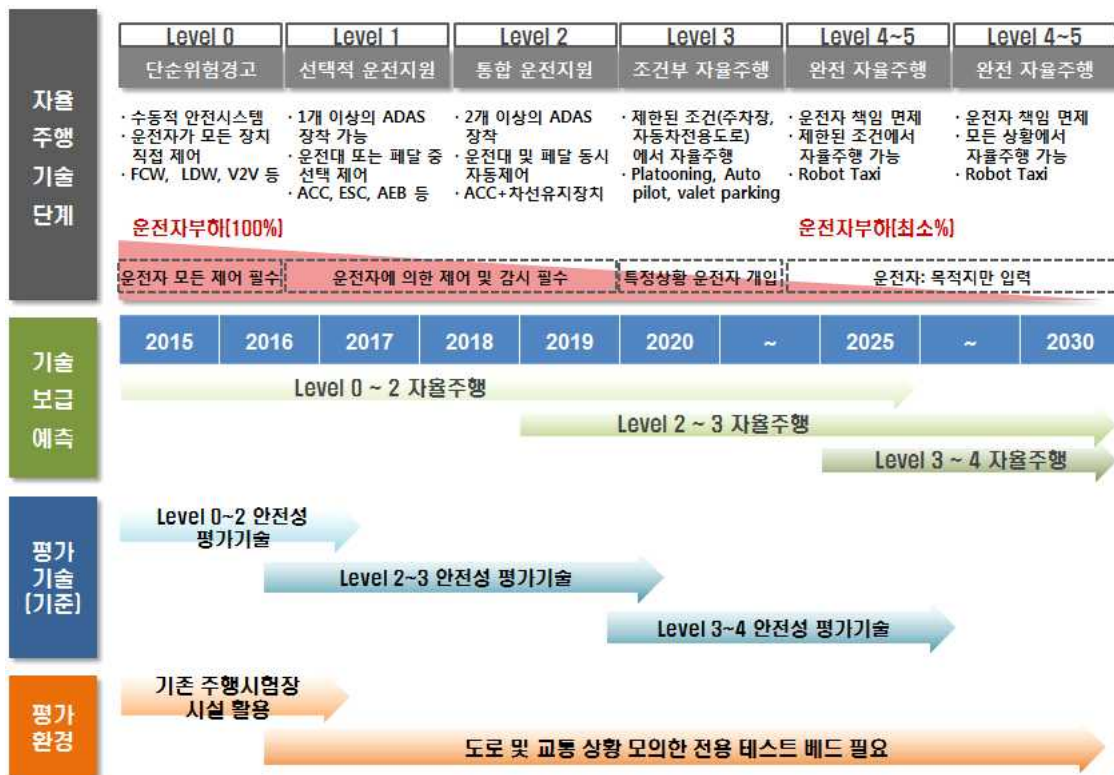 자율
주행
기술
단계
Level 0
단순위험경고
· 수동적 안전시스템
· 운전자가 모든 장치
직접 제어
· FCW, LDW, V2V 등
Level 1
선택적 운전지원
· 1개 이상의 ADAS
장착 가능
· 운전대 또는 페달 중
선택 제어
· ACC, ESC, AEB 등
Level 2
통합 운전지원
· 2개 이상의 ADAS
장착
· 운전대 및 페달 동시
자동제어
· ACC+차선유지장치
Level 3
조건부 자율주행
· 제한된 조건(주차장,
자동차전용도로)
에서 자율주행
· Platooning, Auto
pilot, valet parking
Level 4~5
완전 자율주행
· 운전자 책임 면제
· 제한된 조건에서
자율주행 가능
· Robot Taxi
Level 4~5
완전 자율주행
· 운전자 책임 면제
· 모든 상황에서
자율주행 가능
· Robot Taxi
운전자부하(100%)
운전자부하(최소%)
운전자 모든 제어 필수
운전자에 의한 제어 및 감시 필수
특정상황 운전자 개입
운전자: 목적지만 입력
기술
보급
예측
2015 2016 2017 2018 2019 2020 ~ 2025 ~ 2030
Level 0 ~ 2 자율주행
Level 2 ~ 3 자율주행
Level 3 ~ 4 자율주행
평가
기술
(기준)
Level 0~2 안전성
평가기술
Level 2~3 안전성 평가기술
Level 3~4 안전성 평가기술
평가
환경
기존 주행시험장
시설 활용
도로 및 교통 상황 모의한 전용 테스트 베드 필요